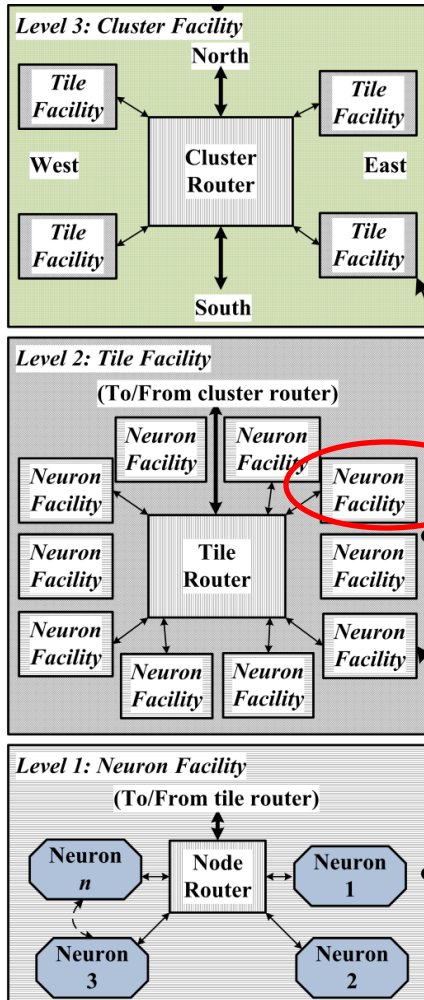 Level 3: Cluster Facility
North
Tile
Facility
Tile
Facility
West
Cluster
Router
East
Tile
Facility
Tile
Facility
South
Level 2: Tile Facility
(To/From cluster router)
Neuron
Facility
Neuron
Facility
Neuron
Facility
Neuron
Facility
Neuron
Facility
Tile
Router
Neuron
Facility
Neuron
Facility
Neuron
Facility
Neuron
Facility
Neuron
Facility
Level 1: Neuron Facility
(To/From tile router)
Neuron
n
Node
Router
Neuron
1
Neuron
3
Neuron
2